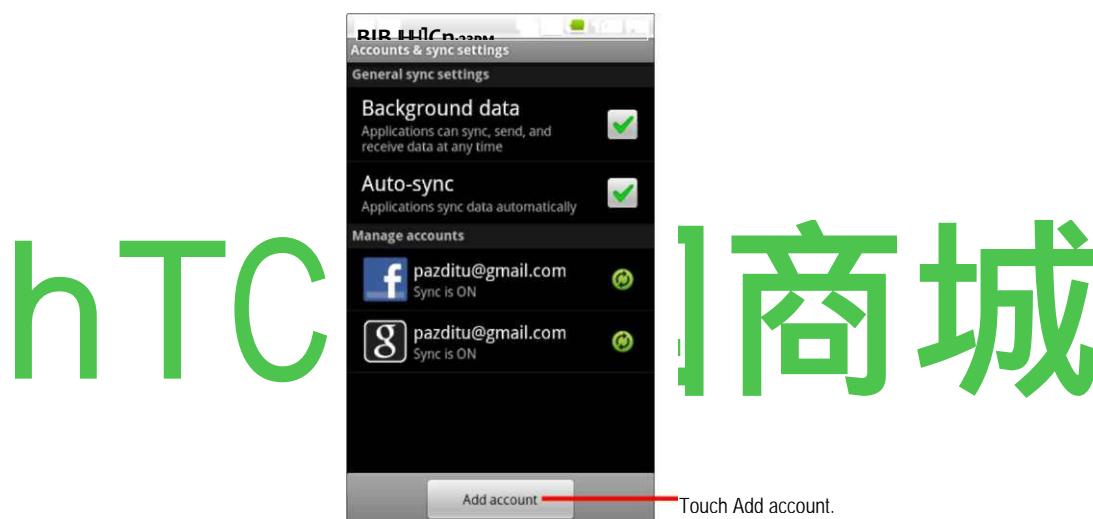 Accounts & sync settings
General sync settings
Background data
Applications can sync, send, and
receive data at any time
Auto-sync
Applications sync data automatically
Manage accounts
hTC 商城
f pazditu@gmail.com
Sync is ON
g pazditu@gmail.com
Sync is ON
Add account
Touch Add account.